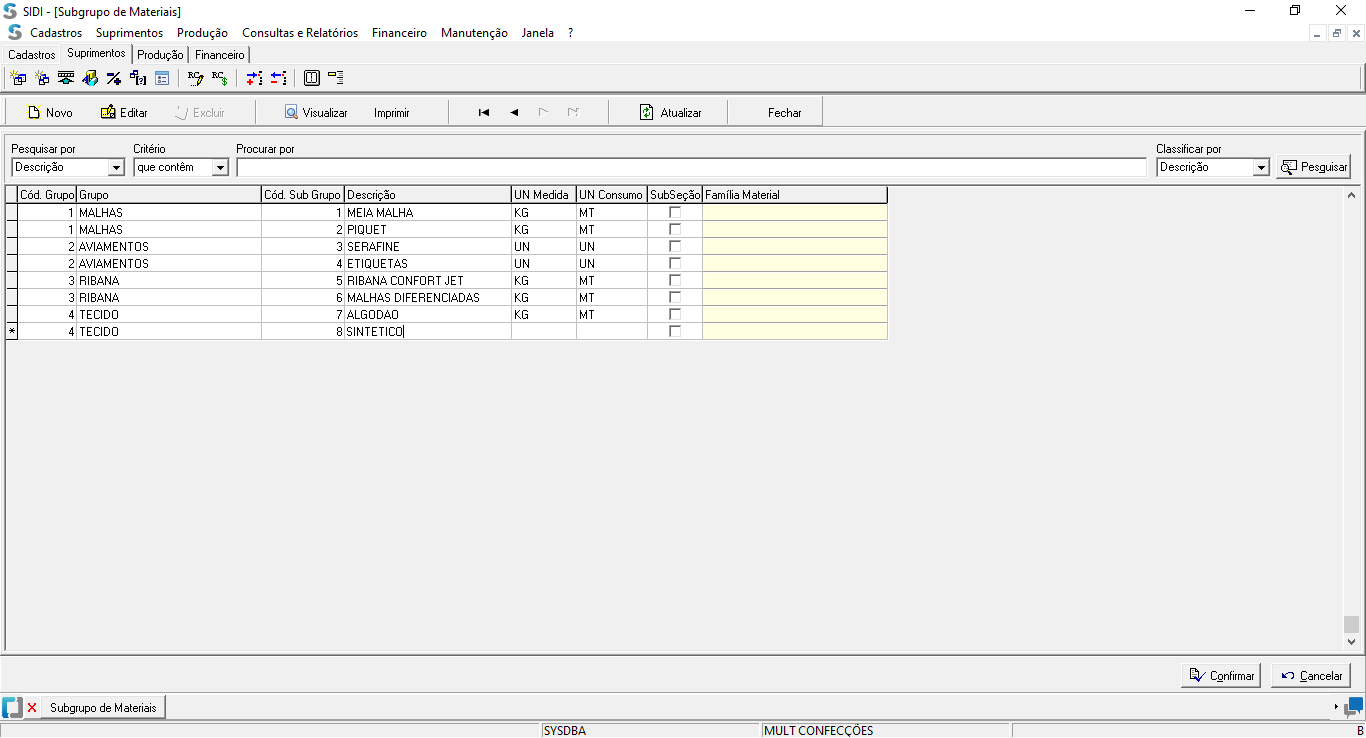 SIDI - [Subgrupo de Materiais]
Cadastros Suprimentos Produção Consultas e Relatórios Financeiro Manutenção Janela ?
Cadastros Suprimentos Produção Financeiro
Novo Editar Excluir Visualizar Imprimir Atualizar Fechar
Pesquisar por Critério Procurar por Classificar por
Descrição que contêm Descrição Pesquisar
Cód. Grupo Grupo Cód. Sub Grupo Descrição UN Medida UN Consumo SubSeção Família Material
1 MALHAS 1 MEIA MALHA KG MT
1 MALHAS 2 PIQUET KG MT
2 AVIAMENTOS 3 SERAFINE UN UN
2 AVIAMENTOS 4 ETIQUETAS UN UN
3 RIBANA 5 RIBANA CONFORT JET KG MT
3 RIBANA 6 MALHAS DIFERENCIADAS KG MT
4 TECIDO 7 ALGODAO KG MT
* 4 TECIDO 8 SINTETICO
Confirmar Cancelar
Subgrupo de Materiais
SYSDBA MULT CONFECÇÕES B